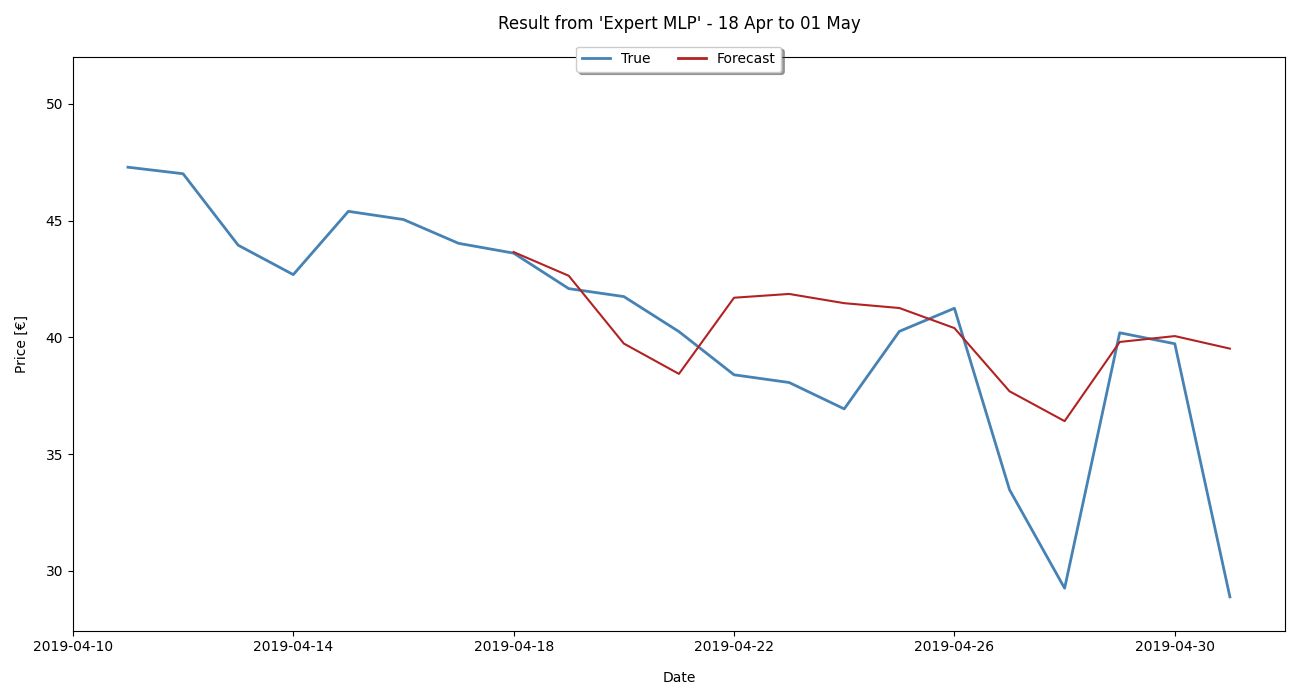 Result from 'Expert MLP' - 18 Apr to 01 May
True Forecast
50
45
40
35
30
Price [€]
2019-04-10 2019-04-14 2019-04-18 2019-04-22 2019-04-26 2019-04-30
Date